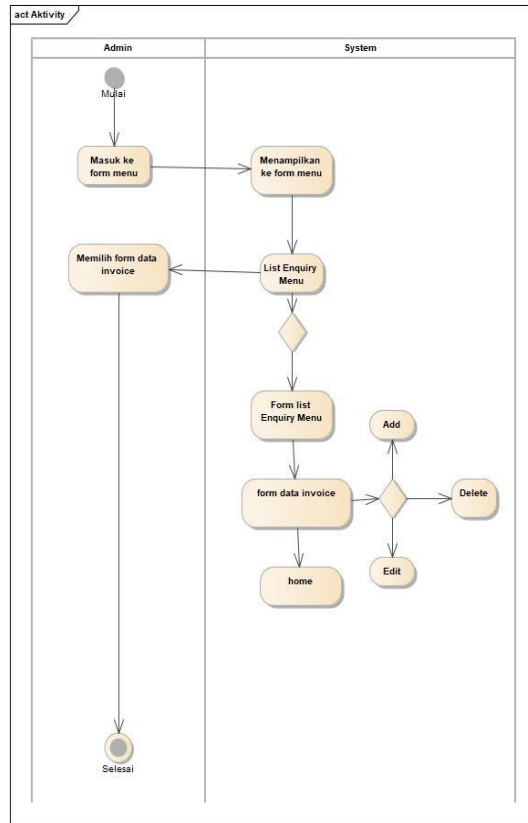 act Aktivity
Admin
System
Mulai
Masuk ke
form menu
Menampilkan
ke form menu
Memilih form data
invoice
List Enquiry
Menu
Form list
Enquiry Menu
Add
form data invoice
Delete
Edit
home
Selesai